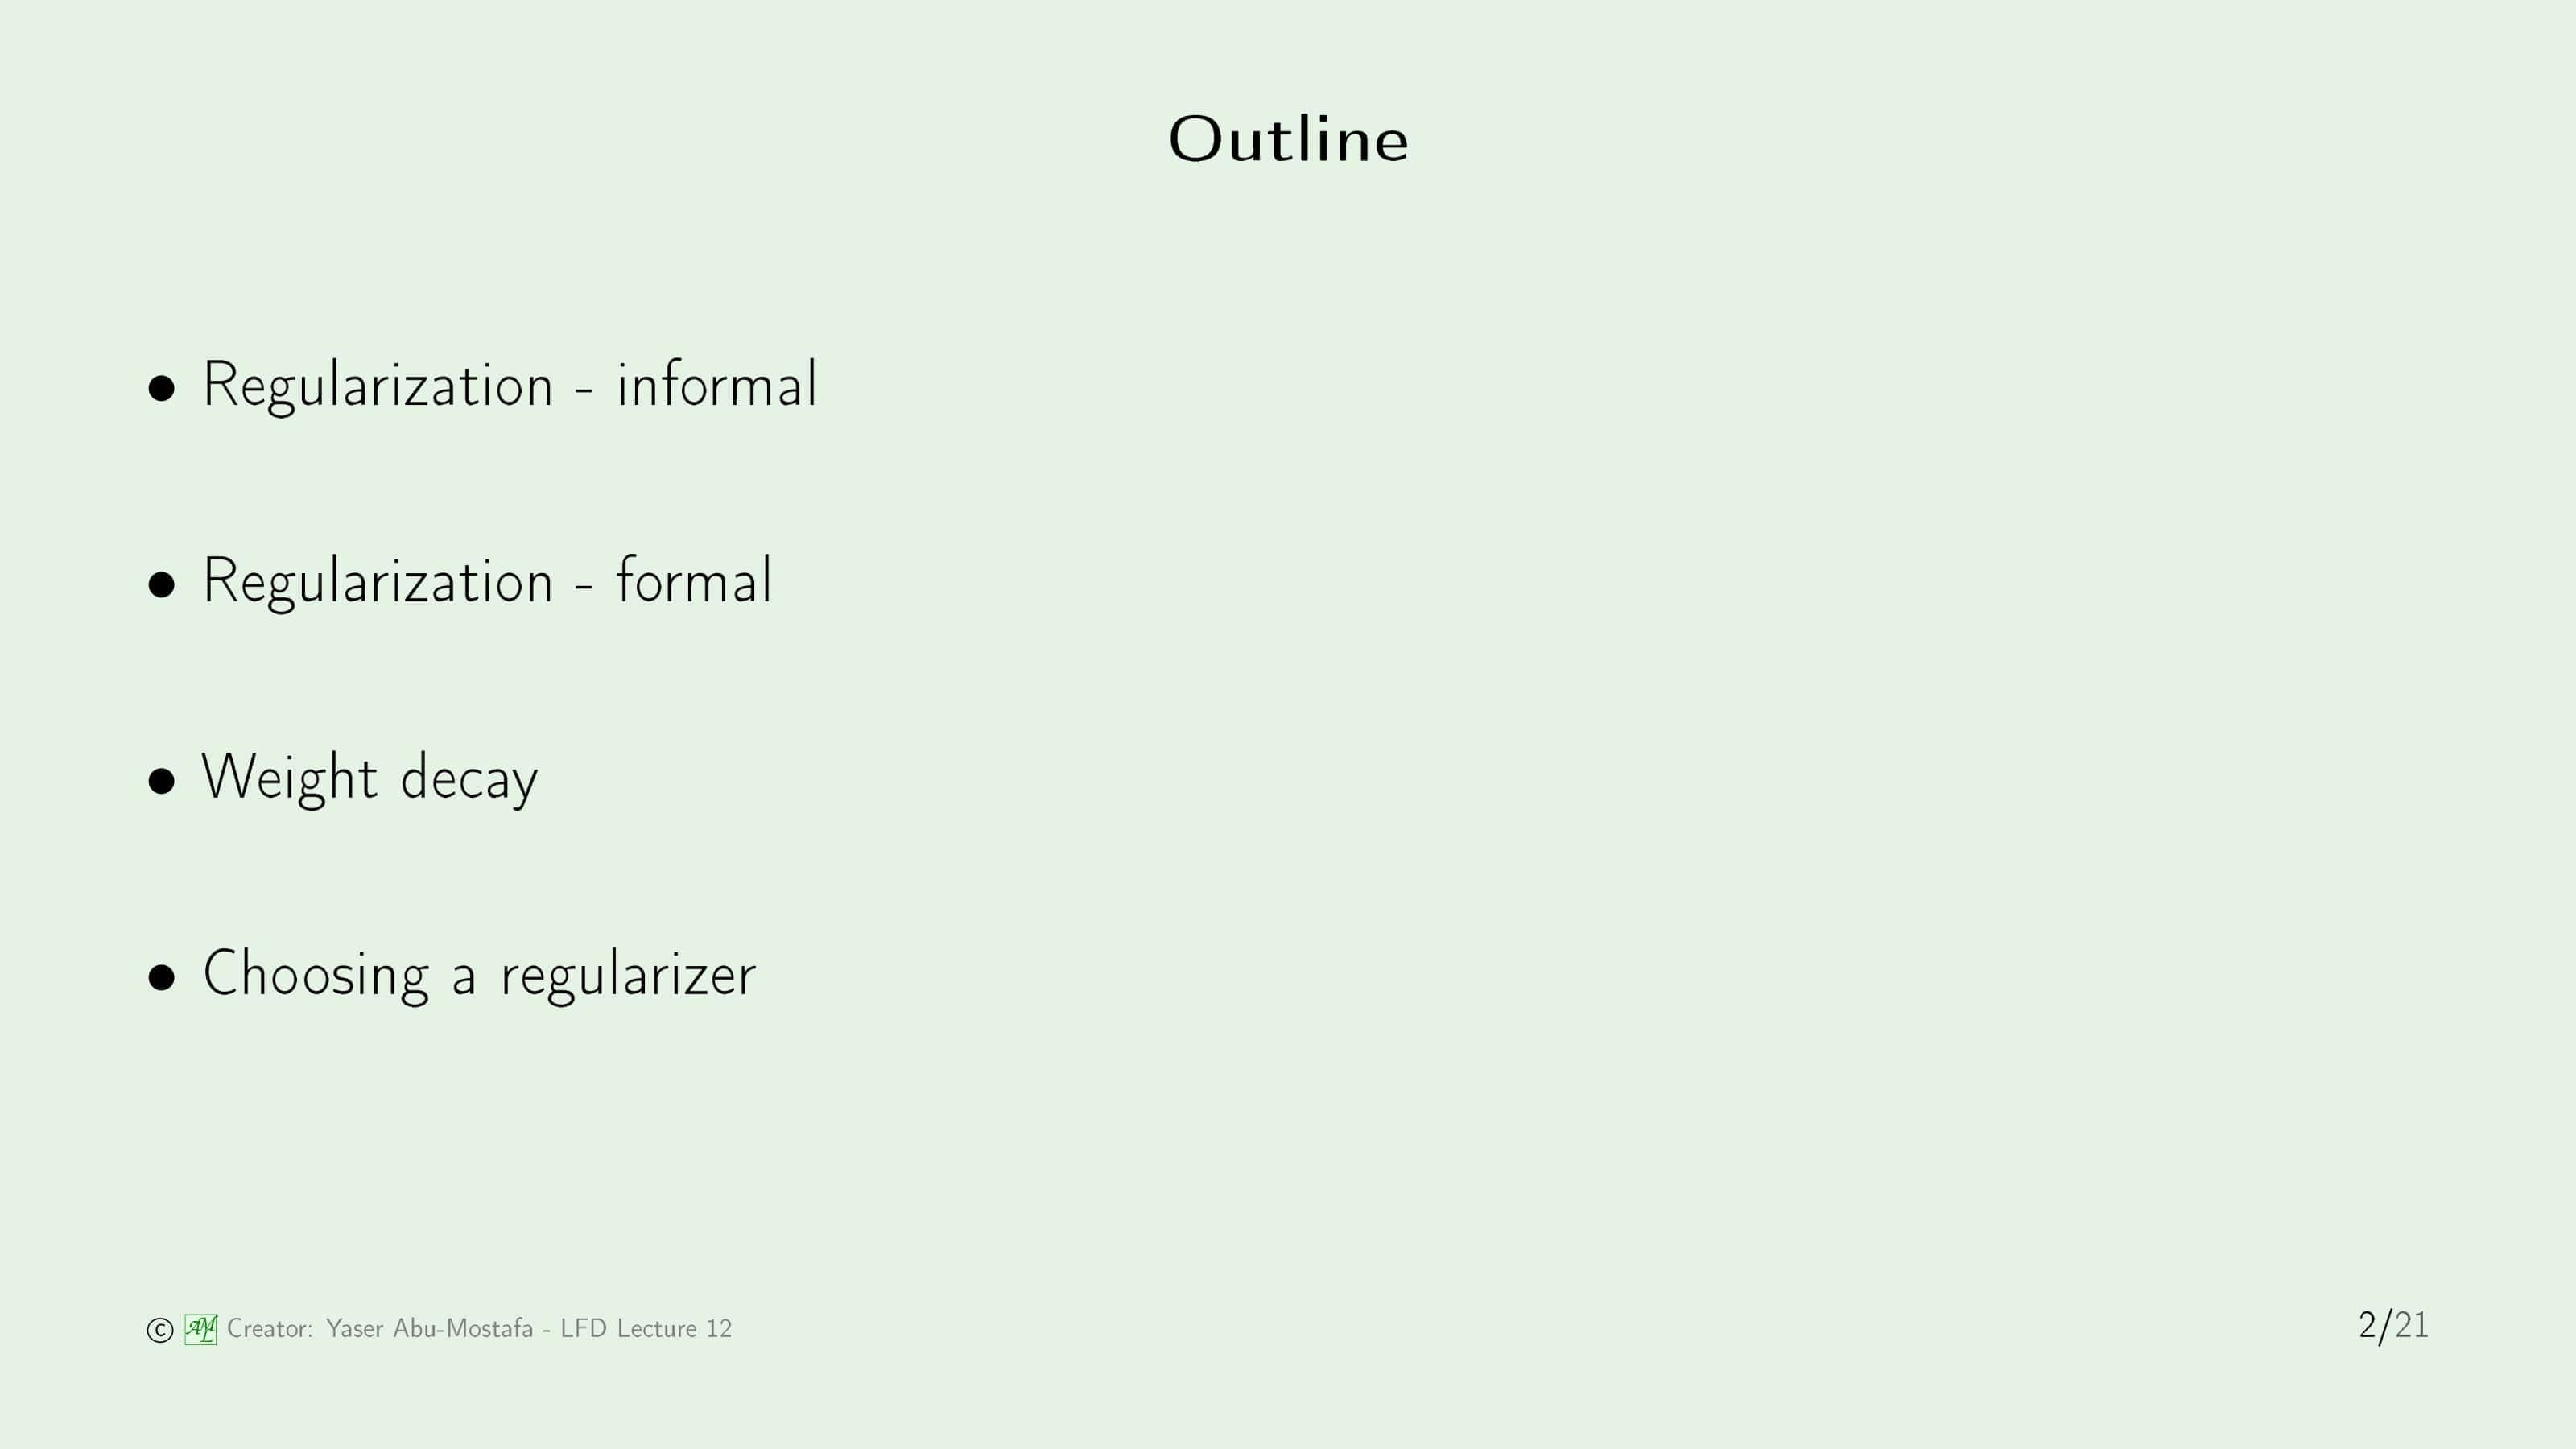 Outline
• Regularization - informal
• Regularization - formal
• Weight decay
• Choosing a regularizer
© AML Creator: Yaser Abu-Mostafa - LFD Lecture 12
2/21